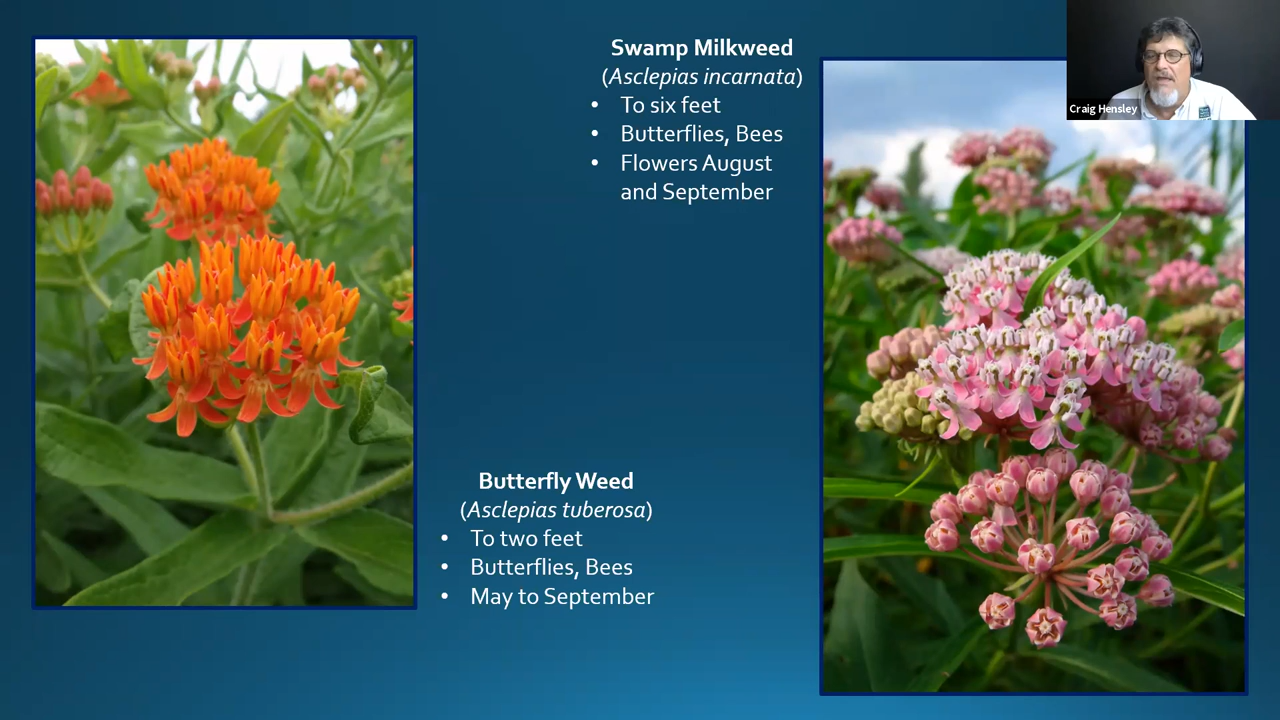 Swamp Milkweed
(Asclepias incarnata)
• To six feet
• Butterflies, Bees
• Flowers August
and September
Craig Hensley
Butterfly Weed
(Asclepias tuberosa)
• To two feet
• Butterflies, Bees
• May to September